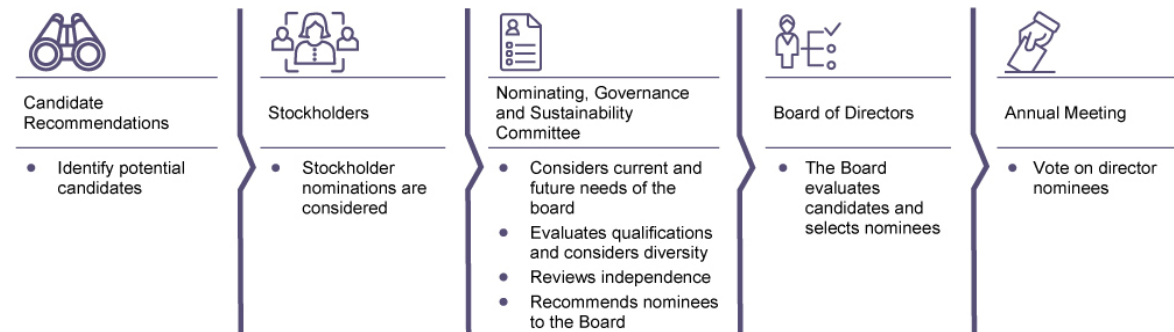 Candidate
Recommendations
Identify potential
candidates
Stockholders
Stockholder
nominations are
considered
Nominating, Governance
and Sustainability
Committee
Considers current and
future needs of the
board
Evaluates qualifications
and considers diversity
Reviews independence
Recommends nominees
to the Board
Board of Directors
The Board
evaluates
candidates and
selects nominees
Annual Meeting
Vote on director
nominees